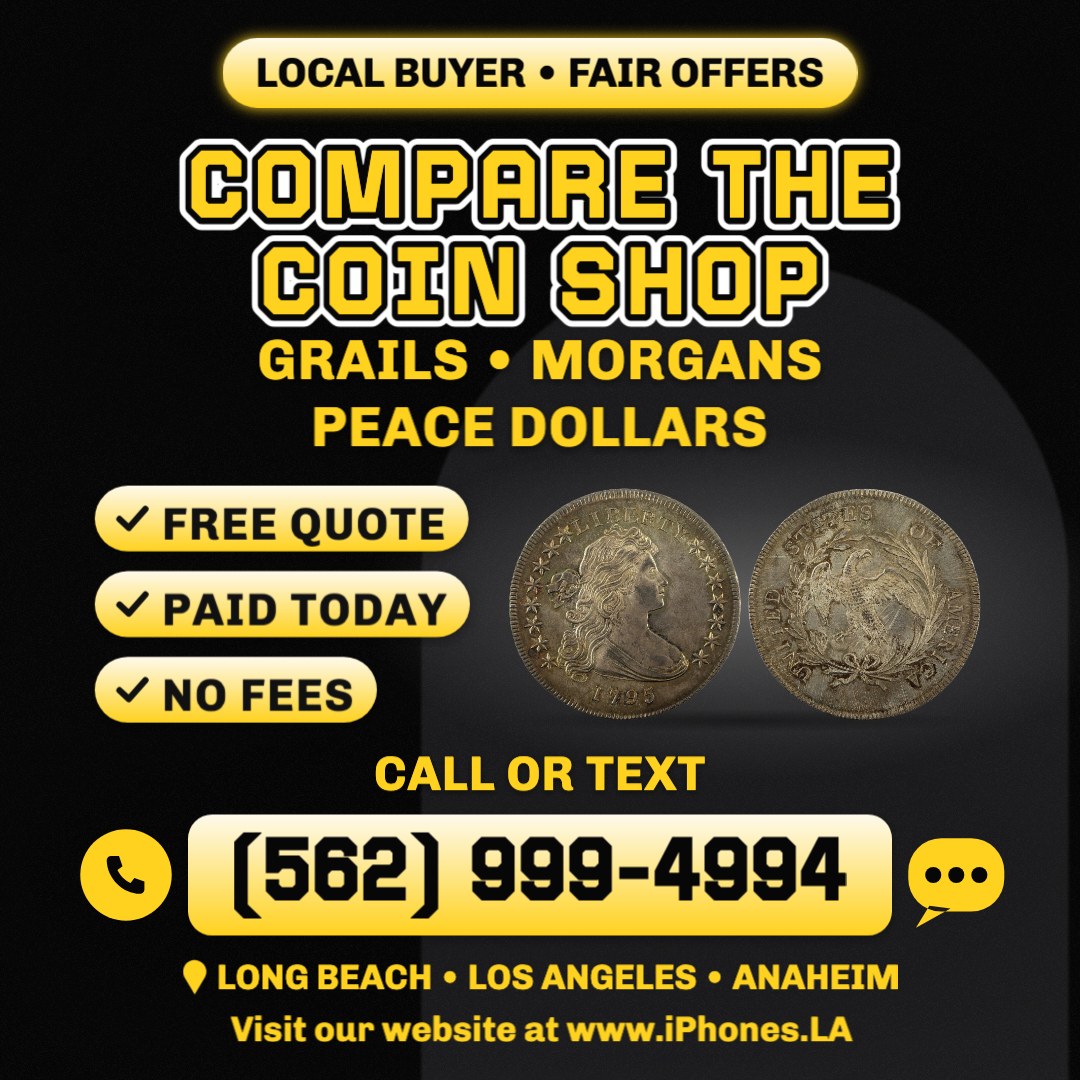 LOCAL BUYER • FAIR OFFERS
COMPARE THE
COIN SHOP
GRAILS • MORGANS
PEACE DOLLARS
FREE QUOTE
PAID TODAY
NO FEES
LIBERTY
1795
UNITED STATES OF AMERICA
CALL OR TEXT
(562) 999-4994
LONG BEACH • LOS ANGELES • ANAHEIM
Visit our website at www.iPhones.LA